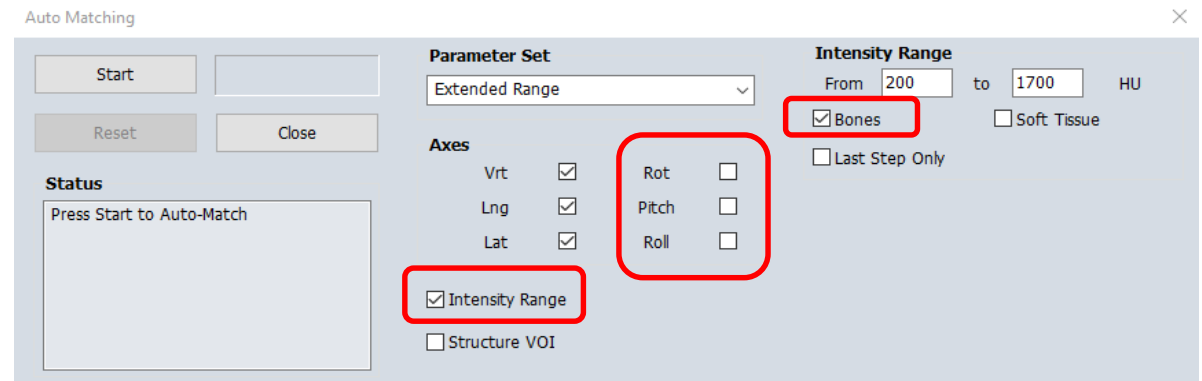 Auto Matching
Start
Reset
Close
Status
Press Start to Auto-Match
Parameter Set
Extended Range
Axes
Vrt
Rot
Lng
Pitch
Lat
Roll
Intensity Range
Structure VOI
Intensity Range
From 200 to 1700 HU
Bones
Soft Tissue
Last Step Only